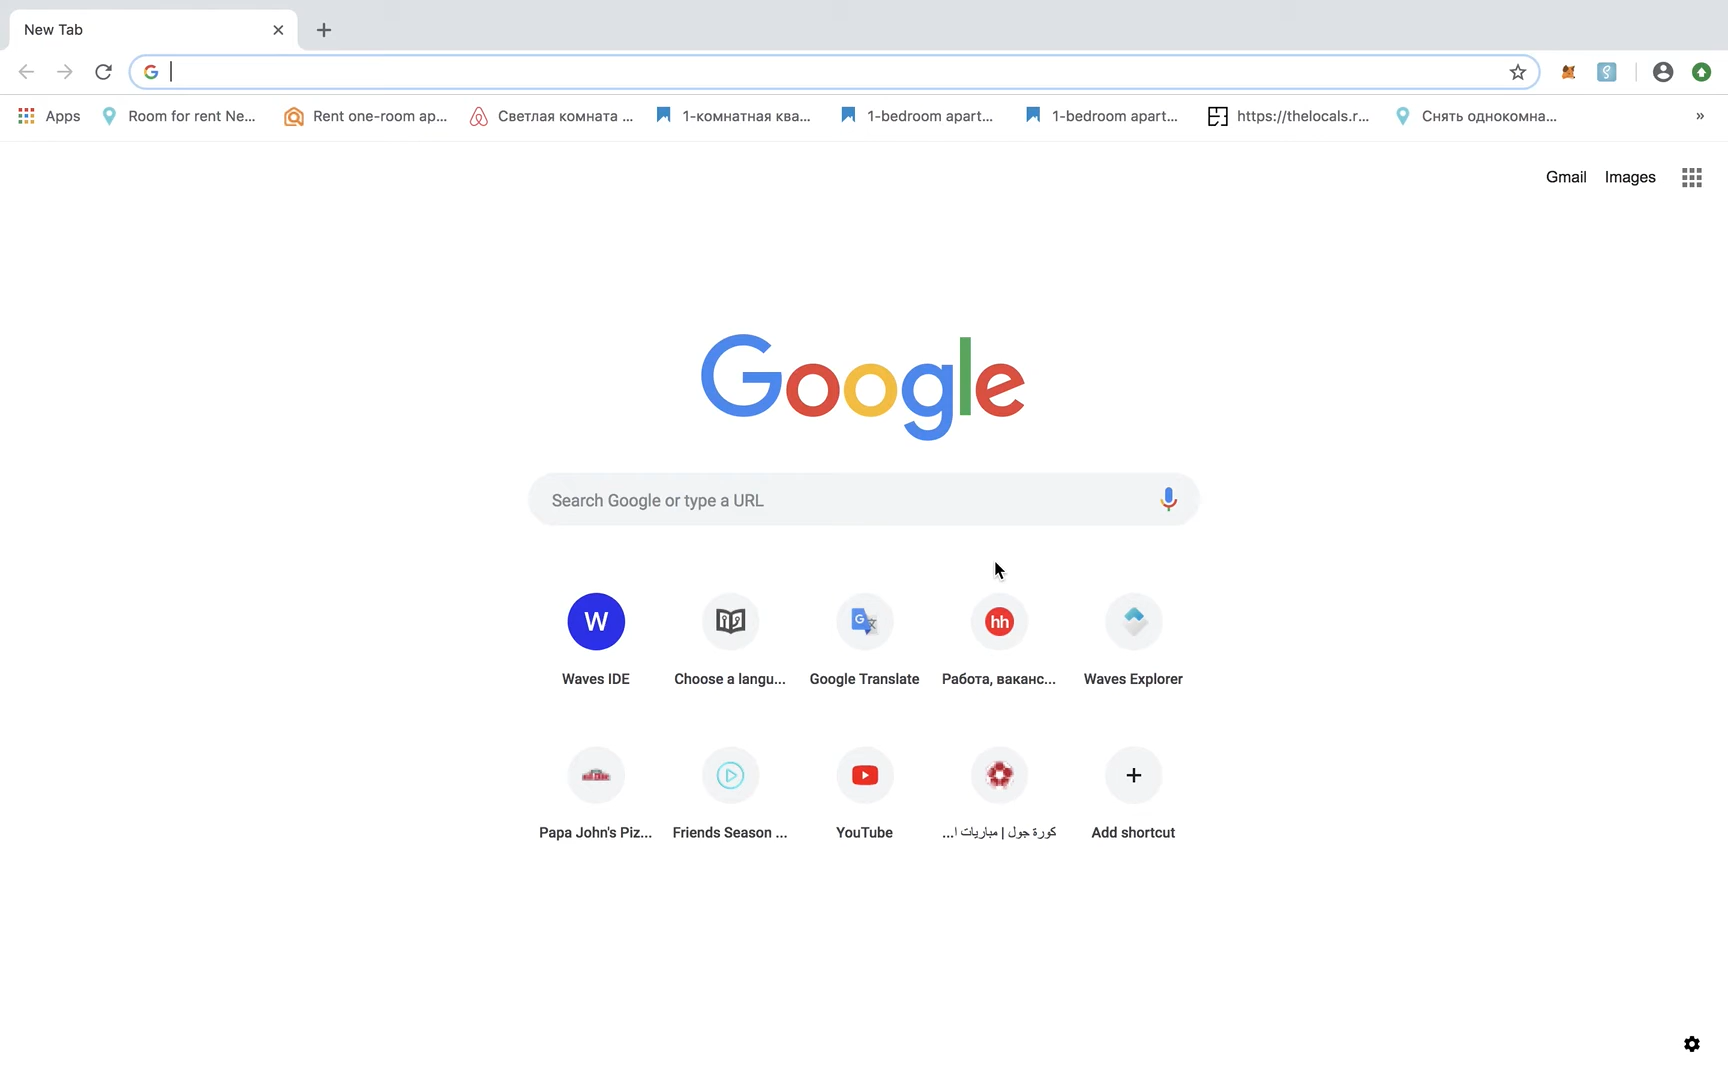 New Tab
Apps
Room for rent Ne...
Rent one-room ap...
Светлая комната ...
1-комнатная ква...
1-bedroom apart...
1-bedroom apart...
https://thelocals.r...
Снять однокомна...
»
Gmail
Images
Google
Search Google or type a URL
W
hh
Waves IDE
Choose a langu...
Google Translate
Работа, ваканс...
Waves Explorer
Papa John's Piz...
Friends Season ...
YouTube
كورة جول | مباريات ا...
Add shortcut